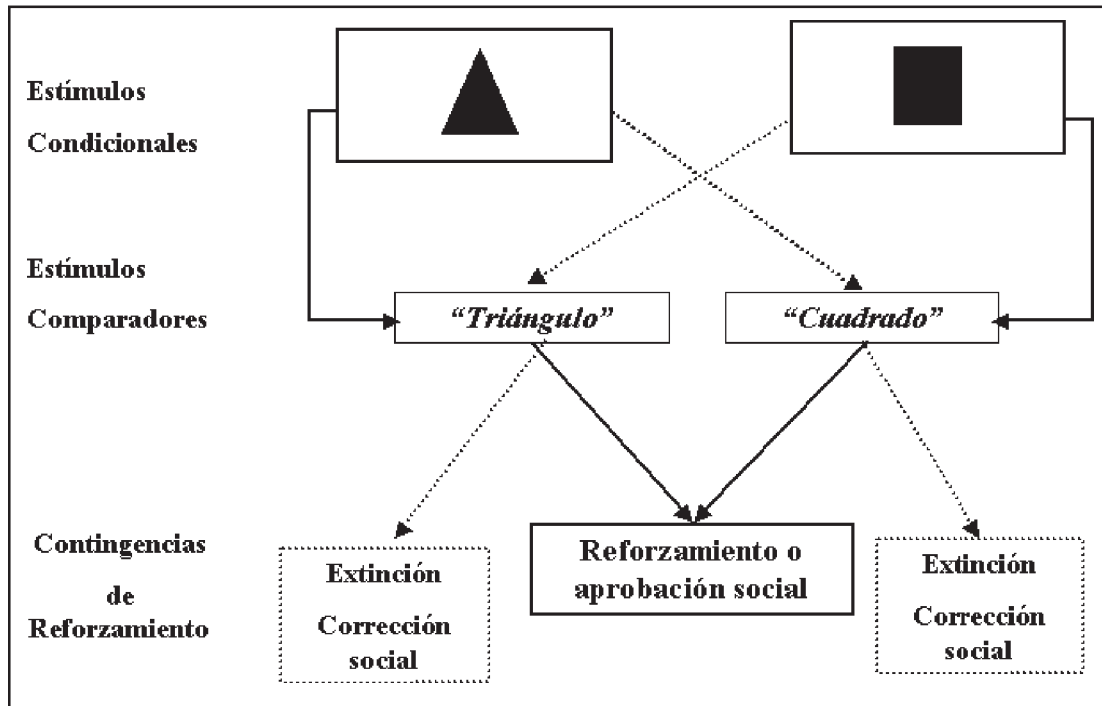 Estímulos
Condicionales
Estímulos
Comparadores
“Triángulo”
“Cuadrado”
Contingencias
de
Reforzamiento
Extinción
Corrección
social
Reforzamiento o
aprobación social
Extinción
Corrección
social